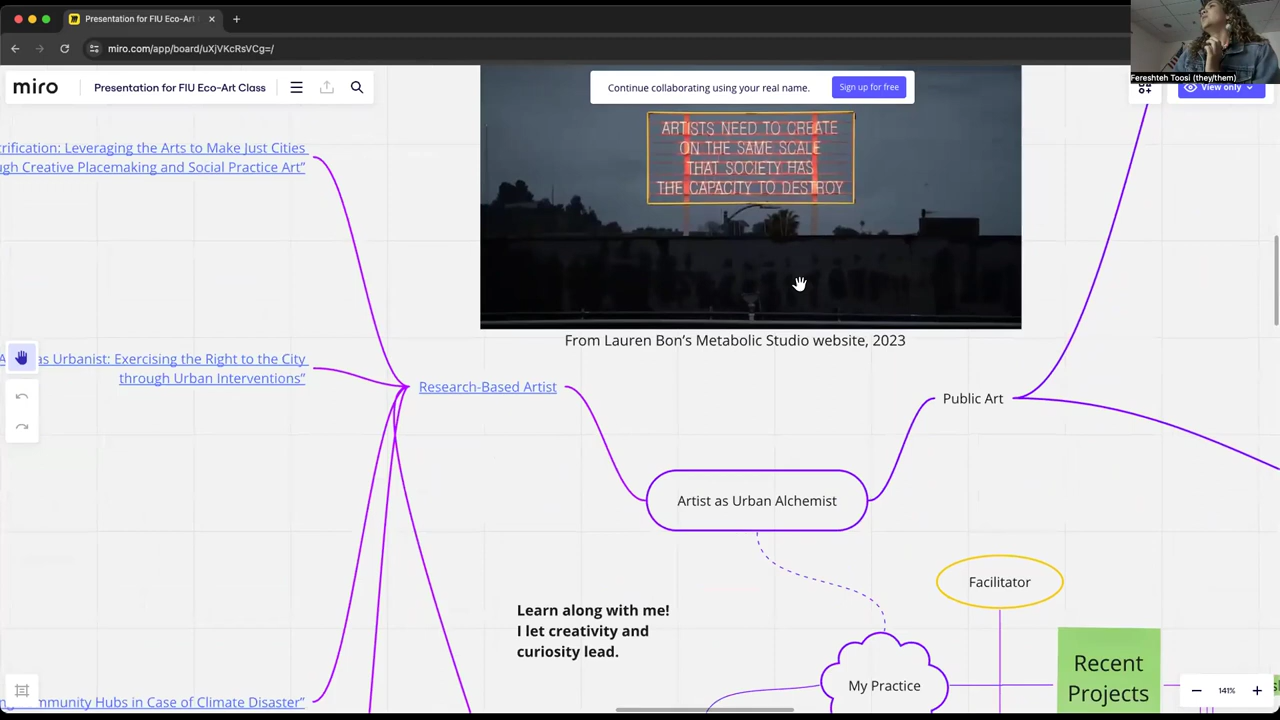 Presentation for FIU Eco-Art
miro.com/app/board/uXjVKcRsVCg=/
Fereshteh Toosi (they/them)
miro
Presentation for FIU Eco-Art Class
Continue collaborating using your real name.
Sign up for free
View only
ARTISTS NEED TO CREATE
ON THE SAME SCALE
THAT SOCIETY HAS
THE CAPACITY TO DESTROY
From Lauren Bon’s Metabolic Studio website, 2023
trification: Leveraging the Arts to Make Just Cities
ugh Creative Placemaking and Social Practice Art”
as Urbanist: Exercising the Right to the City
through Urban Interventions”
Research-Based Artist
Public Art
Artist as Urban Alchemist
Facilitator
Learn along with me!
I let creativity and
curiosity lead.
My Practice
Recent
Projects
mmunity Hubs in Case of Climate Disaster”
141%